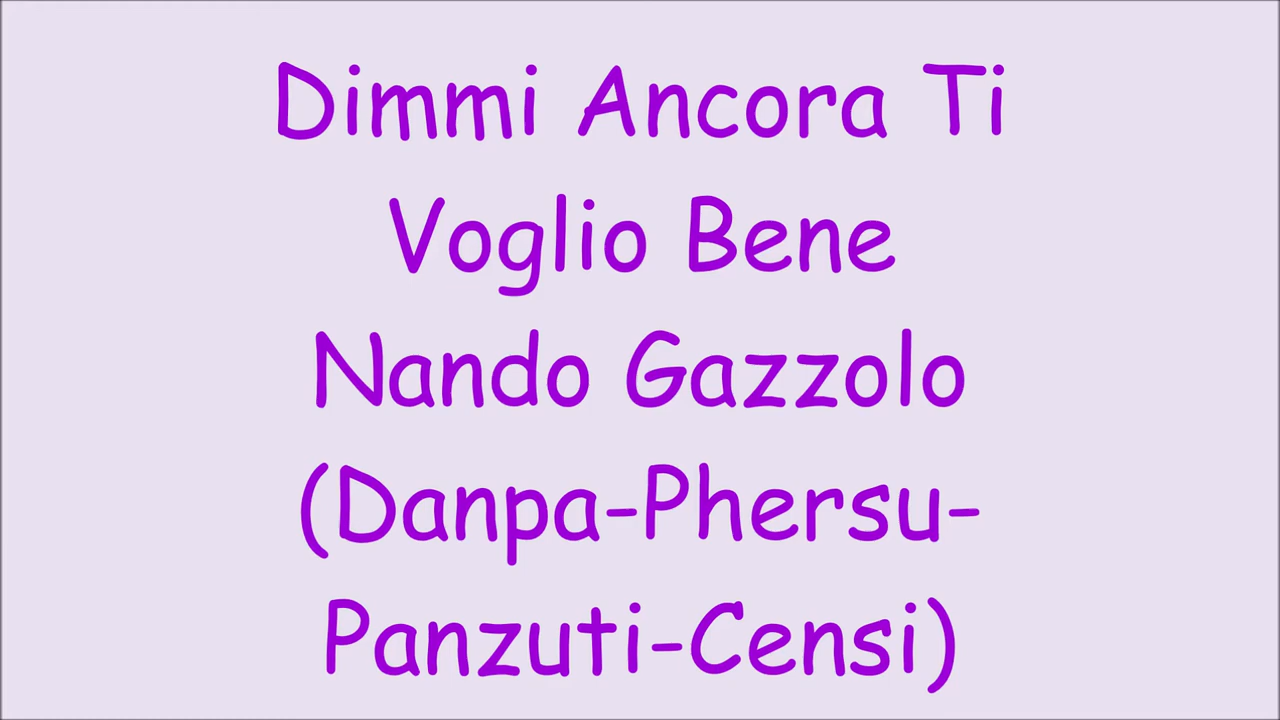 Dimmi Ancora Ti
Voglio Bene
Nando Gazzolo
(Danpa-Phersu-
Panzuti-Censi)